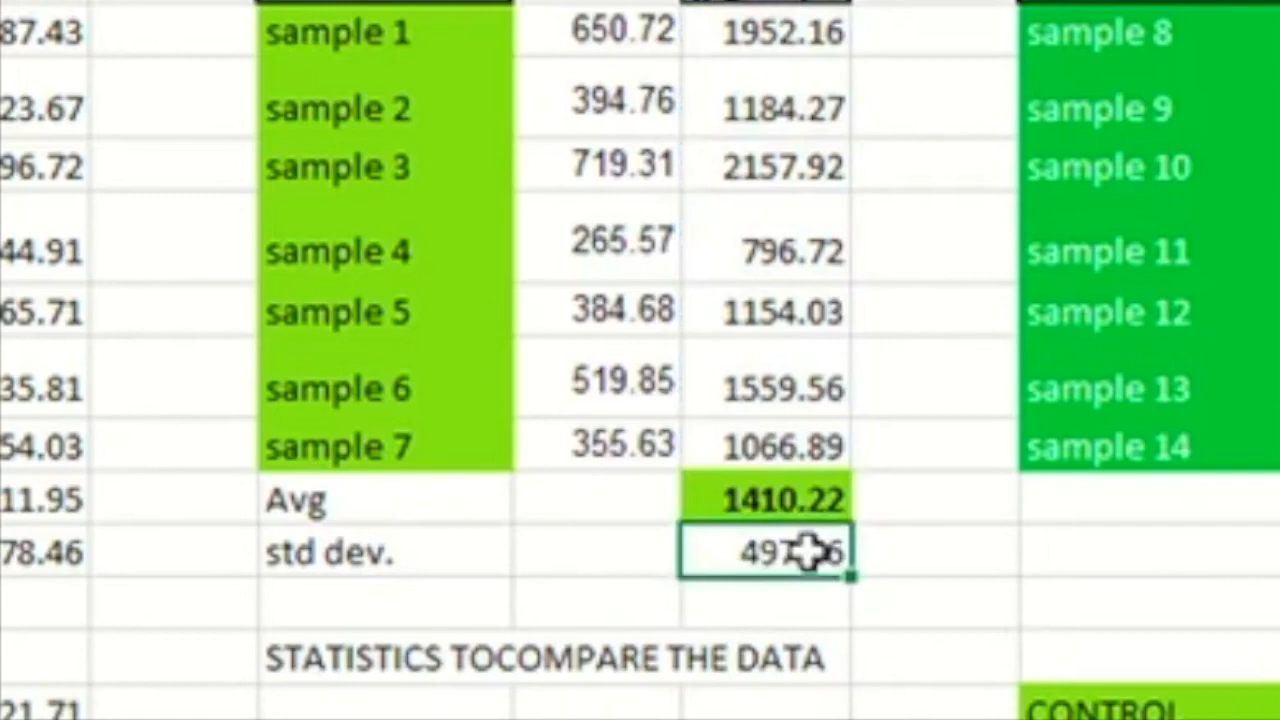 87.43 sample 1 650.72 1952.16 sample 8
23.67 sample 2 394.76 1184.27 sample 9
96.72 sample 3 719.31 2157.92 sample 10
44.91 sample 4 265.57 796.72 sample 11
65.71 sample 5 384.68 1154.03 sample 12
35.81 sample 6 519.85 1559.56 sample 13
54.03 sample 7 355.63 1066.89 sample 14
11.95 Avg 1410.22
78.46 std dev.
STATISTICS TOCOMPARE THE DATA
21.71 CONTROL